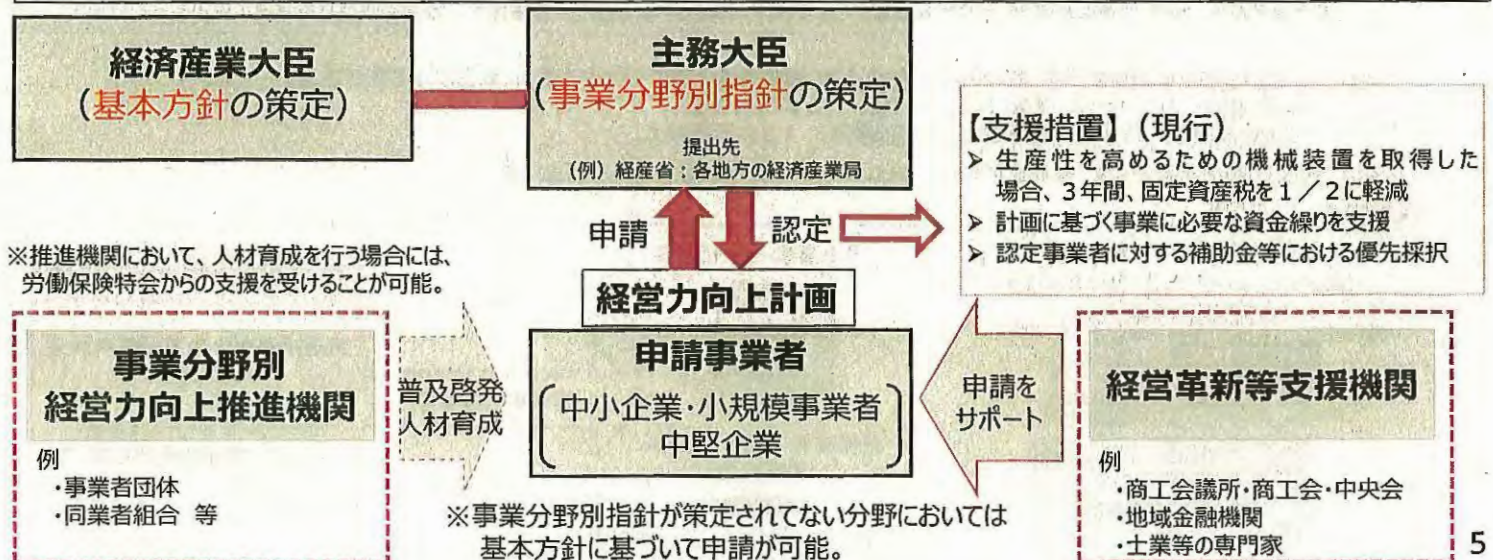 経済産業大臣
（基本方針の策定）
主務大臣
（事業分野別指針の策定）
提出先
（例）経産省：各地方の経済産業局
【支援措置】（現行）
➢ 生産性を高めるための機械装置を取得した
場合、３年間、固定資産税を１／２に軽減
➢ 計画に基づく事業に必要な資金繰りを支援
➢ 認定事業者に対する補助金等における優先採択
申請
認定
※推進機関において、人材育成を行う場合には、
労働保険特会からの支援を受けることが可能。
経営力向上計画
事業分野別
経営力向上推進機関
例
・事業者団体
・同業者組合 等
普及啓発
人材育成
申請事業者
中小企業・小規模事業者
中堅企業
申請を
サポート
経営革新等支援機関
例
・商工会議所・商工会・中央会
・地域金融機関
・士業等の専門家
※事業分野別指針が策定されてない分野においては
基本方針に基づいて申請が可能。
5